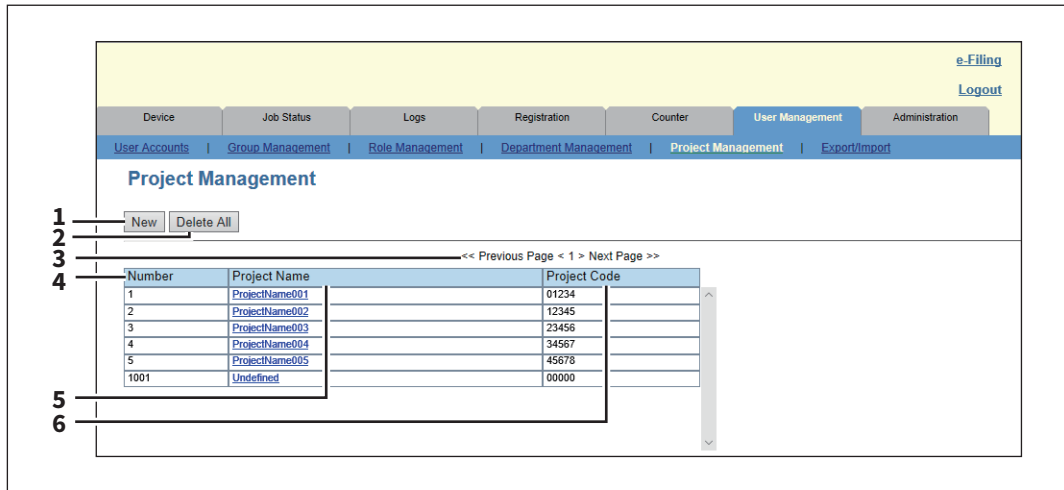 e-Filing
Logout
Device Job Status Logs Registration Counter User Management Administration
User Accounts | Group Management | Role Management | Department Management | Project Management | Export/Import
Project Management
1 New Delete All
2
3 << Previous Page < 1 > Next Page >>
4 Number Project Name Project Code
1 ProjectName001 01234
2 ProjectName002 12345
3 ProjectName003 23456
4 ProjectName004 34567
5 ProjectName005 45678
1001 Undefined 00000
5
6